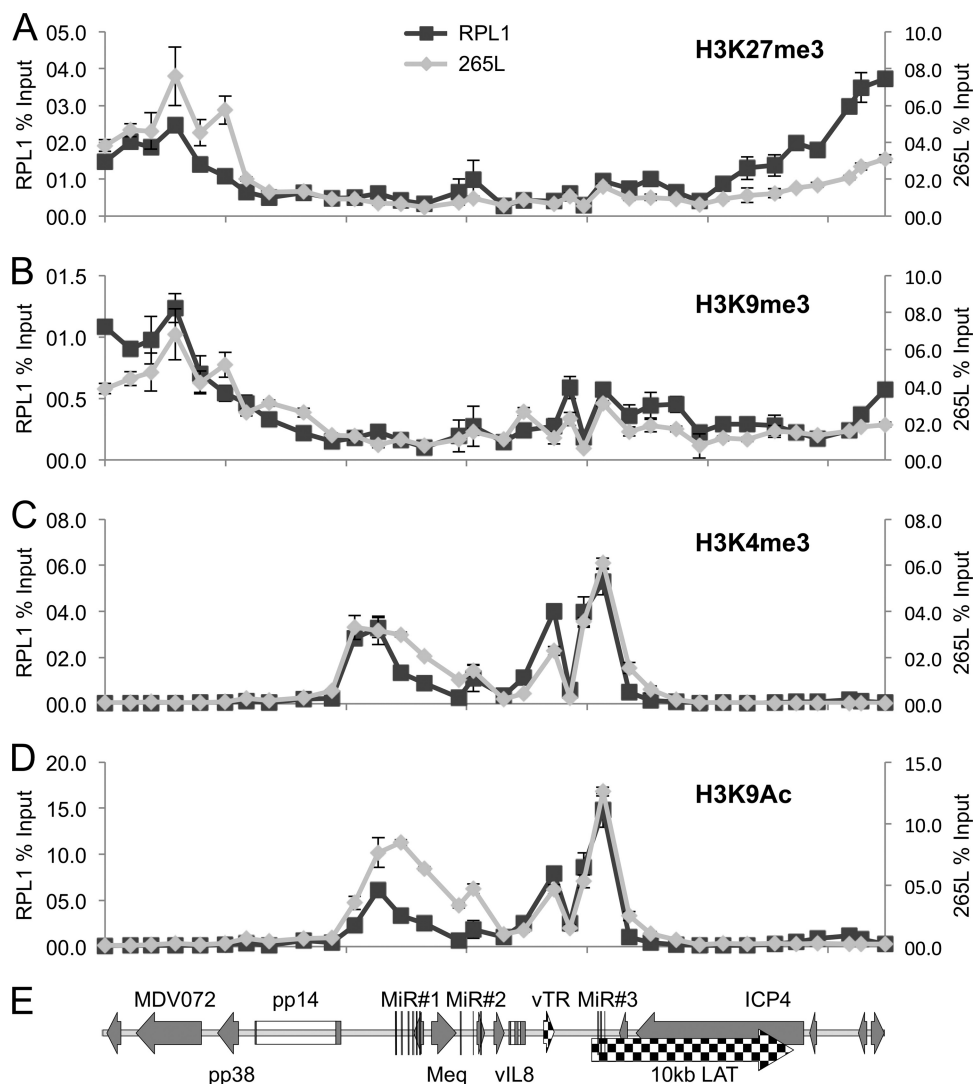 A
RPL1
265L
H3K27me3
RPL1 % Input
05.0
04.0
03.0
02.0
01.0
00.0
10.0
08.0
06.0
04.0
02.0
00.0
265L % Input
B
H3K9me3
RPL1 % Input
01.5
01.0
00.5
00.0
10.0
08.0
06.0
04.0
02.0
00.0
265L % Input
C
H3K4me3
RPL1 % Input
08.0
06.0
04.0
02.0
00.0
08.0
06.0
04.0
02.0
00.0
265L % Input
D
H3K9Ac
RPL1 % Input
20.0
15.0
10.0
05.0
00.0
15.0
10.0
05.0
00.0
265L % Input
E
MDV072 pp14 MiR#1 MiR#2 vTR MiR#3 ICP4
pp38 Meq vIL8 10kb LAT